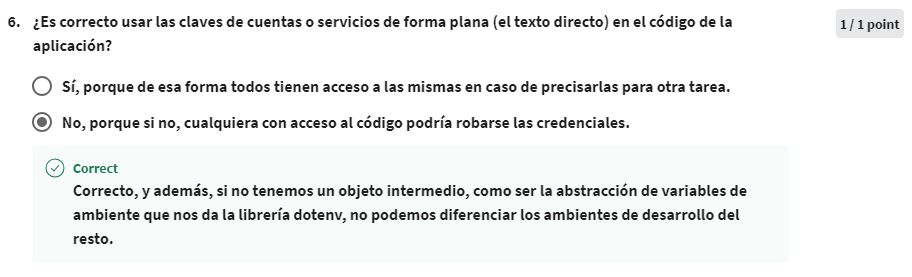 6. ¿Es correcto usar las claves de cuentas o servicios de forma plana (el texto directo) en el código de la
aplicación?
1 / 1 point
Sí, porque de esa forma todos tienen acceso a las mismas en caso de precisarlas para otra tarea.
No, porque si no, cualquiera con acceso al código podría robarse las credenciales.
Correct
Correcto, y además, si no tenemos un objeto intermedio, como ser la abstracción de variables de
ambiente que nos da la librería dotenv, no podemos diferenciar los ambientes de desarrollo del
resto.